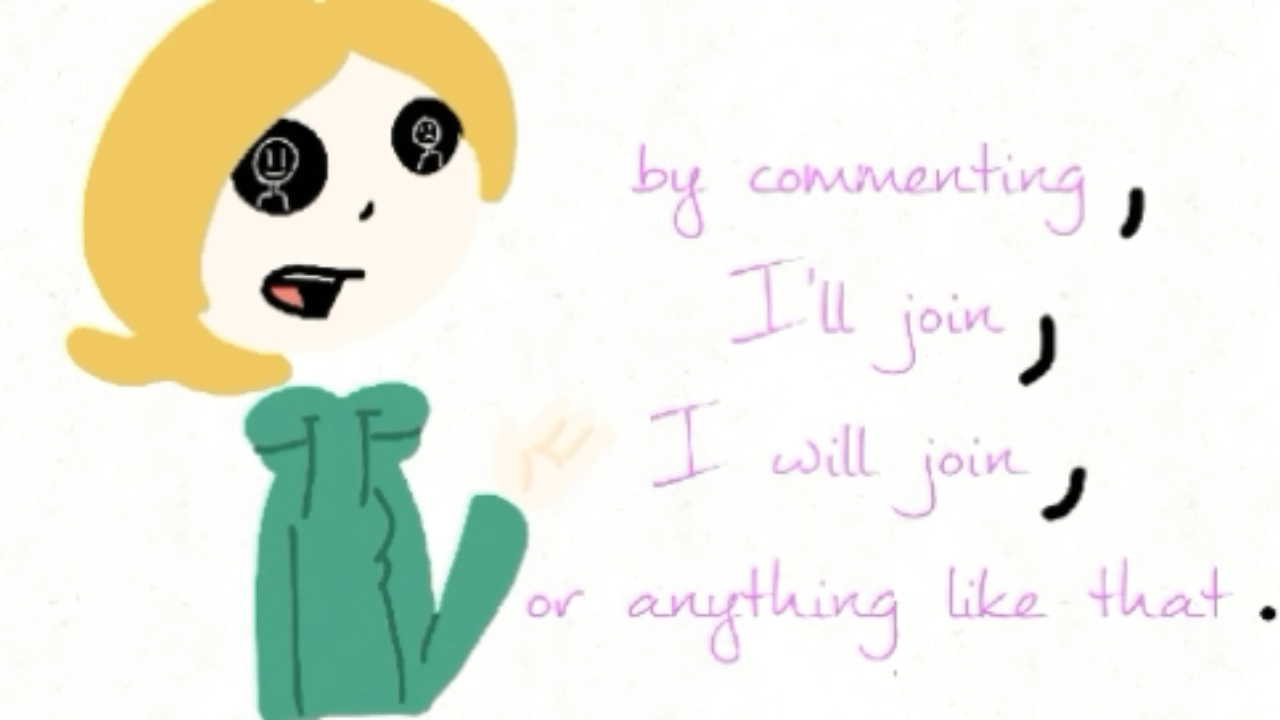 by commenting,
I'll join,
I will join,
or anything like that.